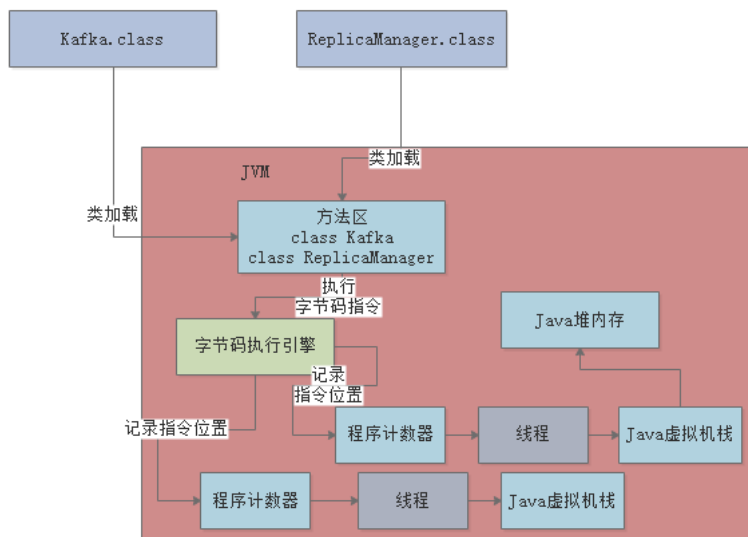 Kafka.class
ReplicaManager.class
JVM
类加载
类加载
方法区
class Kafka
class ReplicaManager
执行
字节码指令
字节码执行引擎
Java堆内存
记录
指令位置
记录指令位置
程序计数器
线程
Java虚拟机栈
程序计数器
线程
Java虚拟机栈